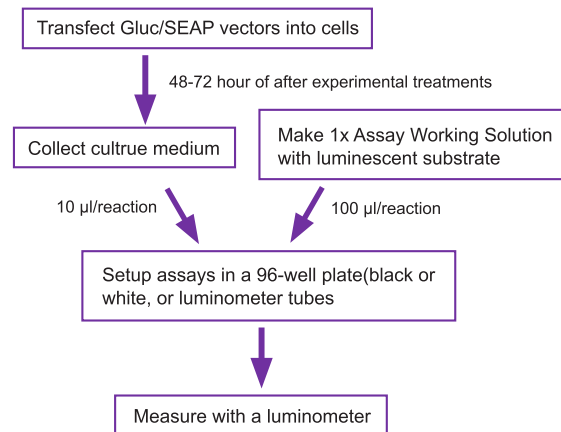 Transfect Gluc/SEAP vectors into cells
48-72 hour of after experimental treatments
Collect cultrue medium
Make 1x Assay Working Solution
with luminescent substrate
10 µl/reaction
100 µl/reaction
Setup assays in a 96-well plate(black or
white, or luminometer tubes
Measure with a luminometer